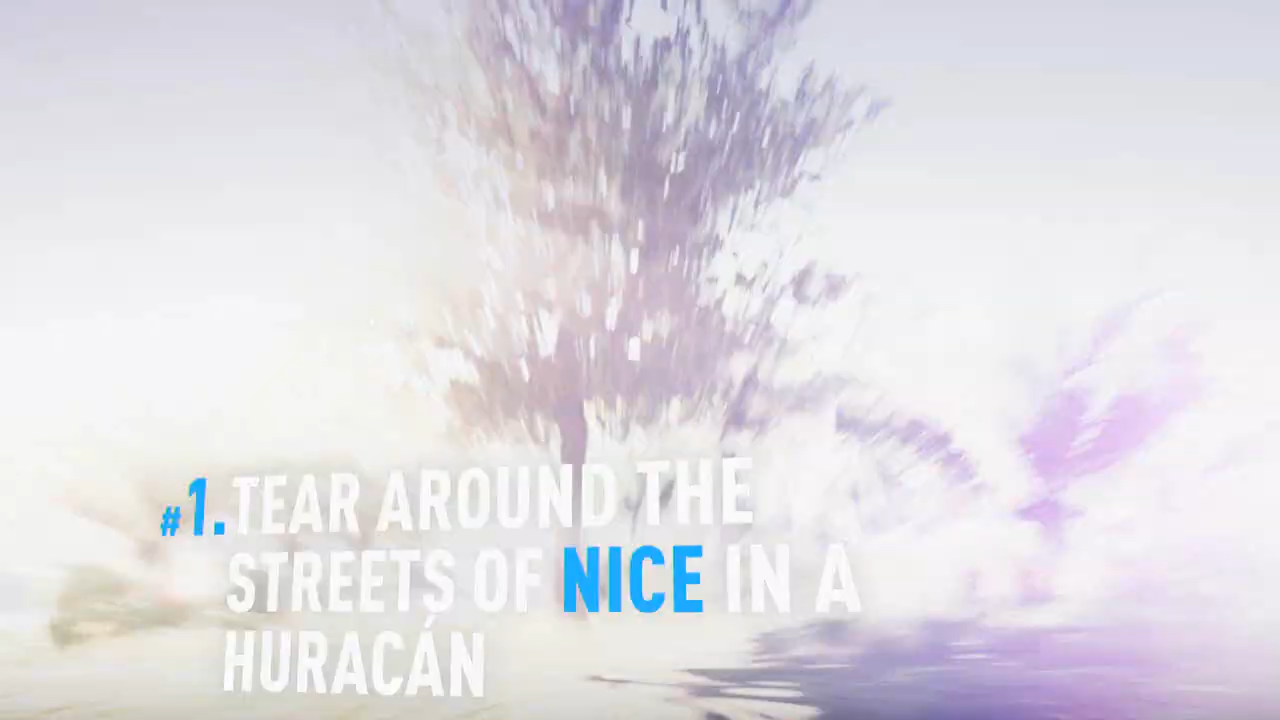 #1. TEAR AROUND THE
STREETS OF NICE IN A
HURACÁN